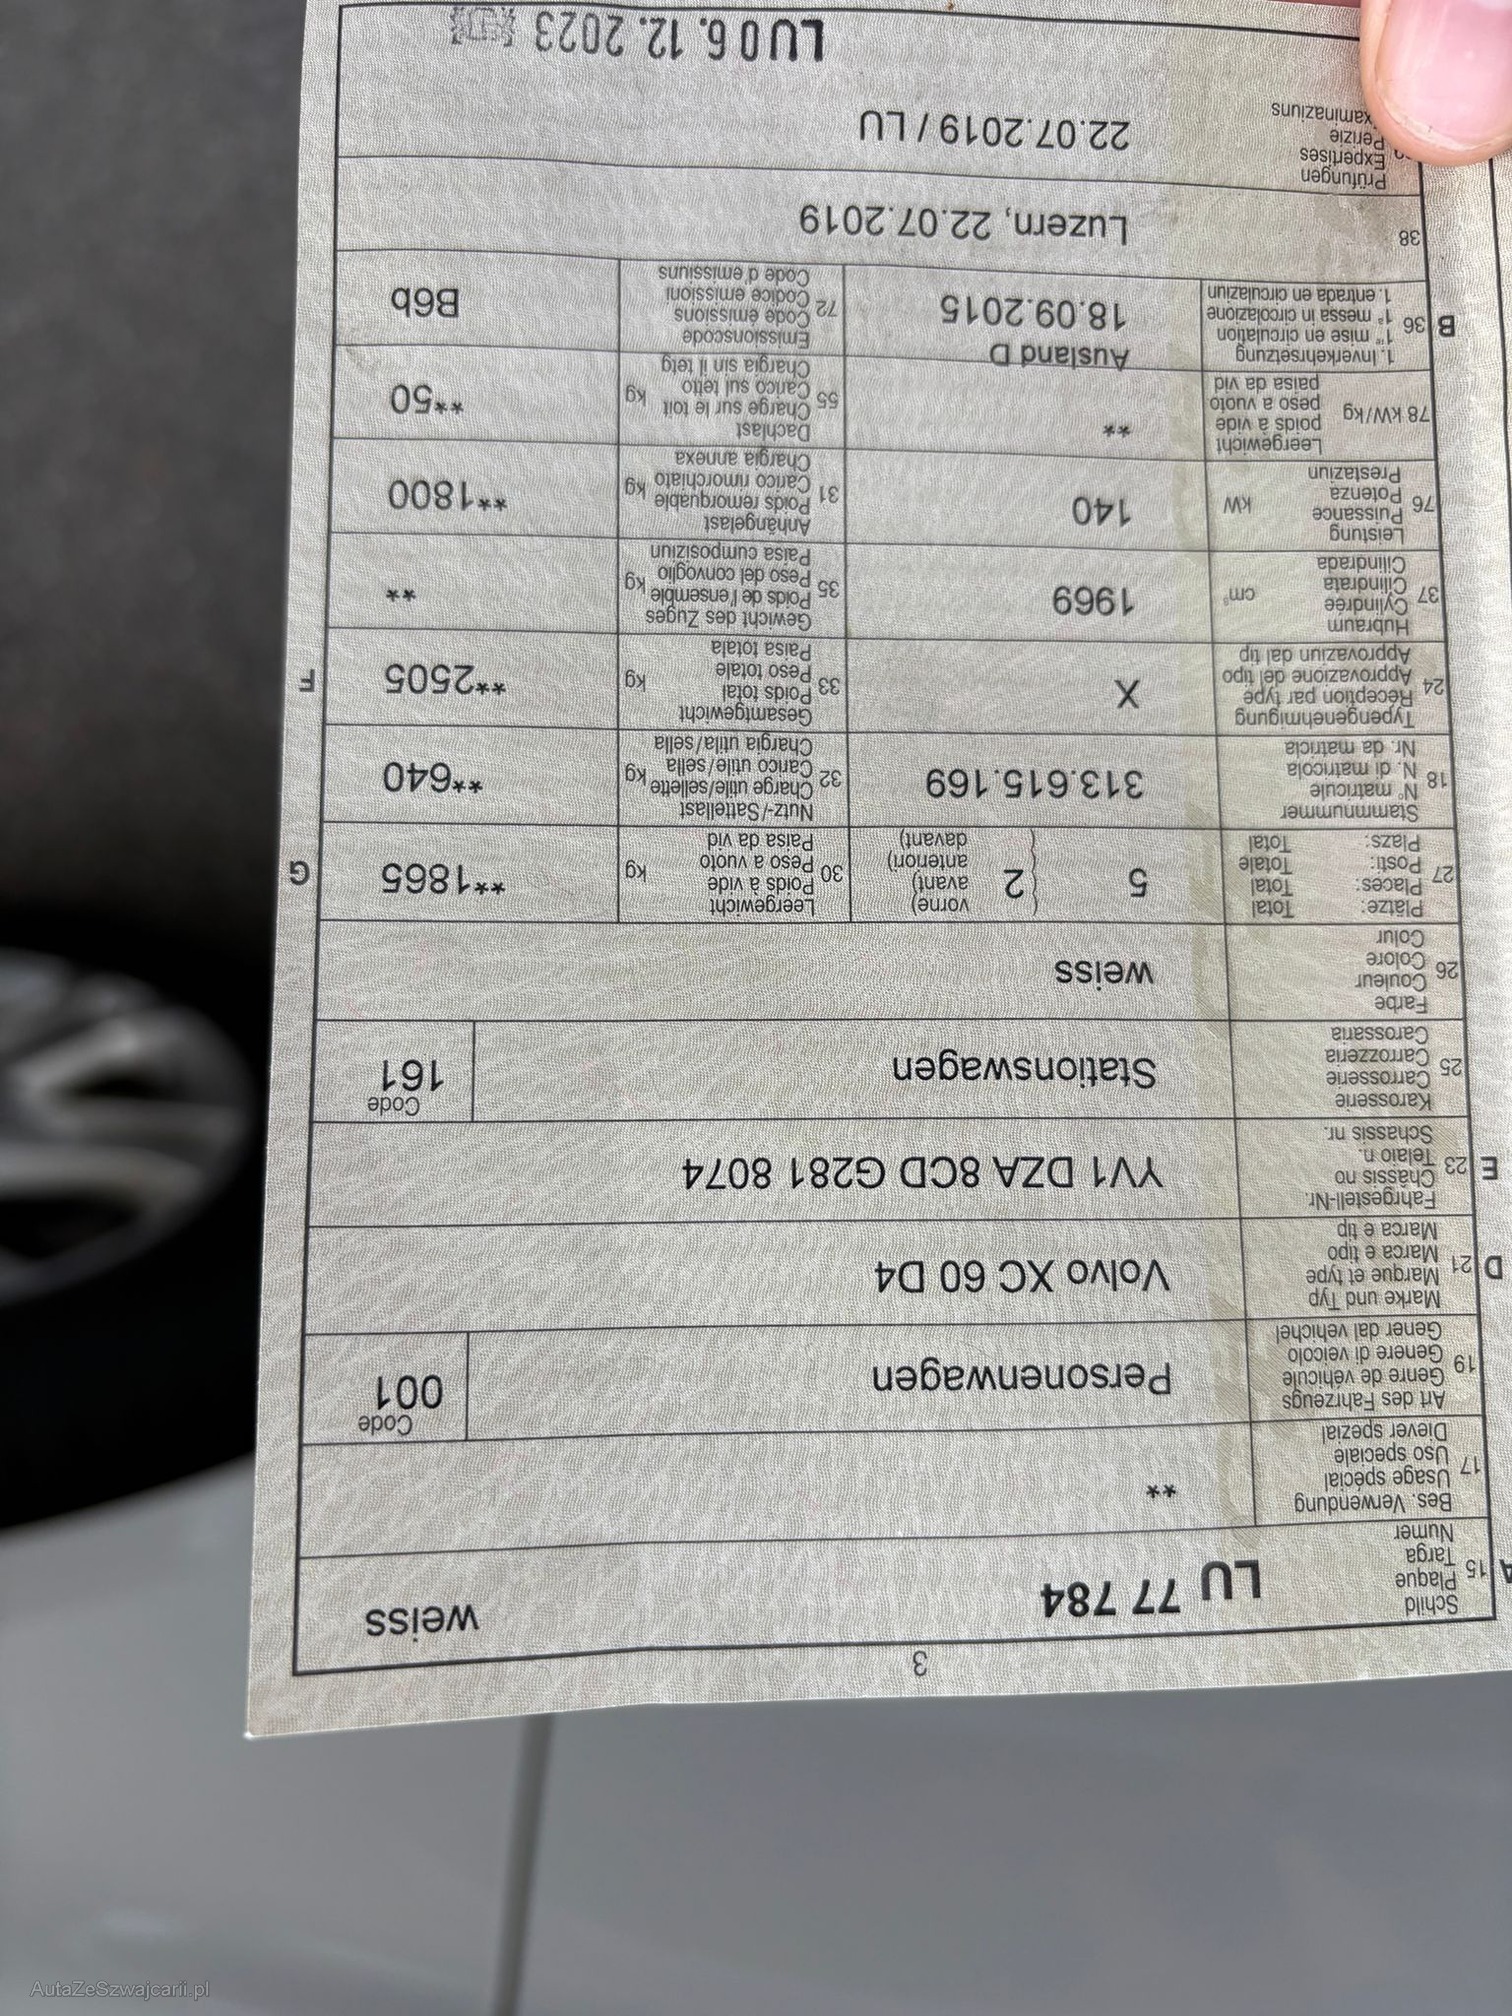 3
A 15 Schild
Plaque
Targa
Numer
LU 77 784
weiss
17 Bes. Verwendung
Usage spécial
Uso speciale
Diever spezial
**
19 Art des Fahrzeugs
Genre de véhicule
Genere di veicolo
Gener dal vehichel
Personenwagen
Code
001
D 21 Marke und Typ
Marque et type
Marca e tipo
Marca e tip
Volvo XC 60 D4
E 23 Fahrgestell-Nr.
Châssis no
Telaio n.
Schassis nr.
YV1 DZA 8CD G281 8074
25 Karosserie
Carrosserie
Carrozzeria
Carossaria
Stationswagen
Code
161
26 Farbe
Couleur
Colore
Colur
weiss
27 Plätze: Total
Places: Total
Posti: Totale
Plazs: Total
5
2
vorne)
avant)
anteriori)
davant)
30 Leergewicht
Poids à vide
Peso a vuoto
Paisa da vid
kg
**1865
G
18 Stammnummer
N° matricule
N. di matricola
Nr. da matricla
313.615.169
32 Nutz-/Sattellast
Charge utile/sellette
Carico utile/sella
Chargia utila/sella
kg
**640
24 Typengenehmigung
Réception par type
Approvazione del tipo
Approvaziun dal tip
X
33 Gesamtgewicht
Poids total
Peso totale
Paisa totala
kg
**2505
F
37 Hubraum
Cylindrée
Cilindrata
Cilindrada
cm³
1969
35 Gewicht des Zuges
Poids de l'ensemble
Peso del convoglio
Paisa cumposiziun
kg
**
76 Leistung
Puissance
Potenza
Prestaziun
kW
140
31 Anhängelast
Poids remorquable
Carico rimorchiato
Chargia annexa
kg
**1800
78 kW/kg Leergewicht
poids à vide
peso a vuoto
paisa da vid
**
55 Dachlast
Charge sur le toit
Carico sul tetto
Chargia sin il tetg
kg
**50
B 36 1. Inverkehrsetzung
1re mise en circulation
1a messa in circolazione
1. entrada en circulaziun
Ausland D
18.09.2015
72 Emissionscode
Code émissions
Codice emissioni
Code d'emissiuns
B6b
38
Luzern, 22.07.2019
Prüfungen
Expertises
Perizie
22.07.2019 / LU
LU 0 6. 12. 2023
AutaZeSzwajcarii.pl